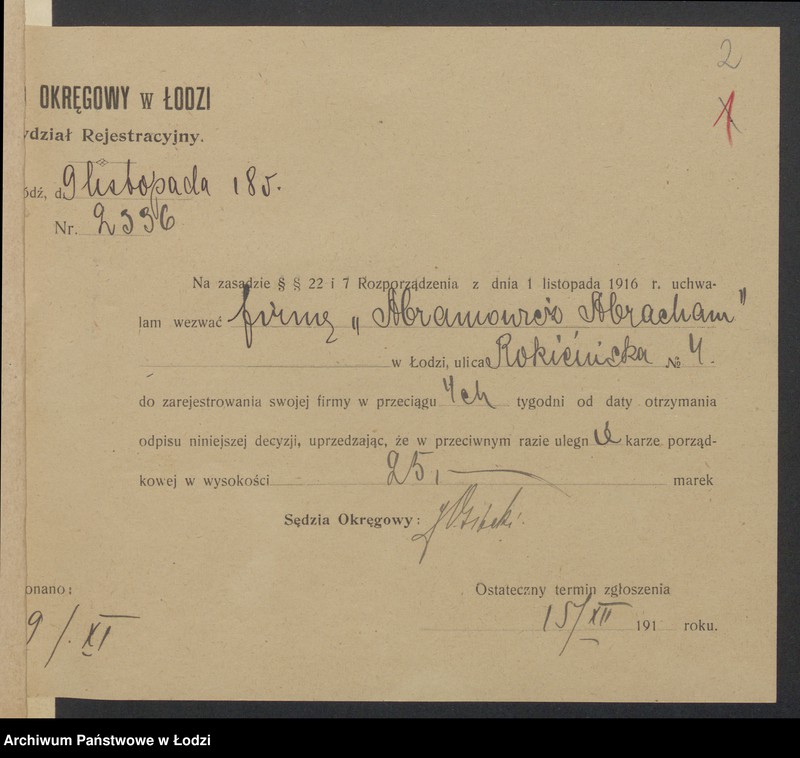 2
1
OKRĘGOWY w ŁODZI
dział Rejestracyjny.
ódź, d. 9 listopada 18 r.
Nr. 2336
Na zasadzie § § 22 i 7 Rozporządzenia z dnia 1 listopada 1916 r. uchwa-
lam wezwać firmę „Abramowicz Abracham"
w Łodzi, ulica Rokicińska № 4.
do zarejestrowania swojej firmy w przeciągu 4ch tygodni od daty otrzymania
odpisu niniejszej decyzji, uprzedzając, że w przeciwnym razie ulegnie karze porząd-
kowej w wysokości 25,— marek
Sędzia Okręgowy:
onano: Ostateczny termin zgłoszenia
9/XI 15/XII 191 roku.
Archiwum Państwowe w Łodzi